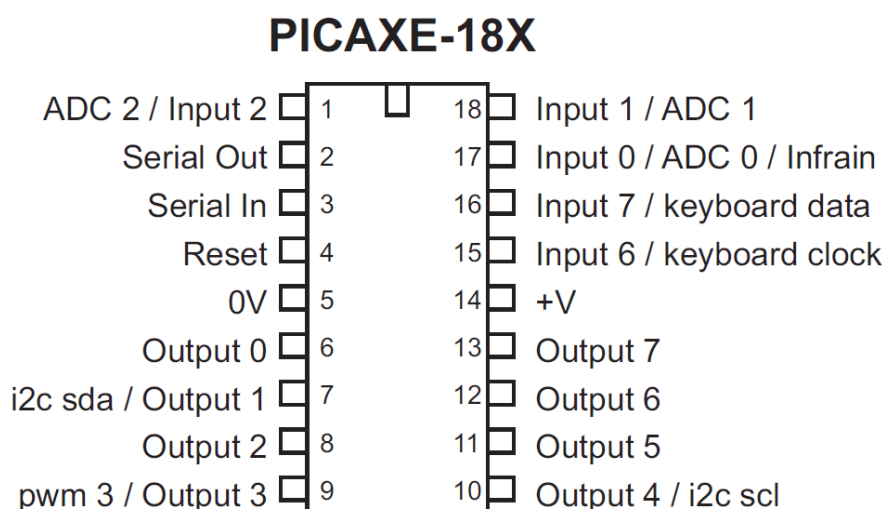 PICAXE-18X
ADC 2 / Input 2 1 18 Input 1 / ADC 1
Serial Out 2 17 Input 0 / ADC 0 / Infrain
Serial In 3 16 Input 7 / keyboard data
Reset 4 15 Input 6 / keyboard clock
0V 5 14 +V
Output 0 6 13 Output 7
i2c sda / Output 1 7 12 Output 6
Output 2 8 11 Output 5
pwm 3 / Output 3 9 10 Output 4 / i2c scl